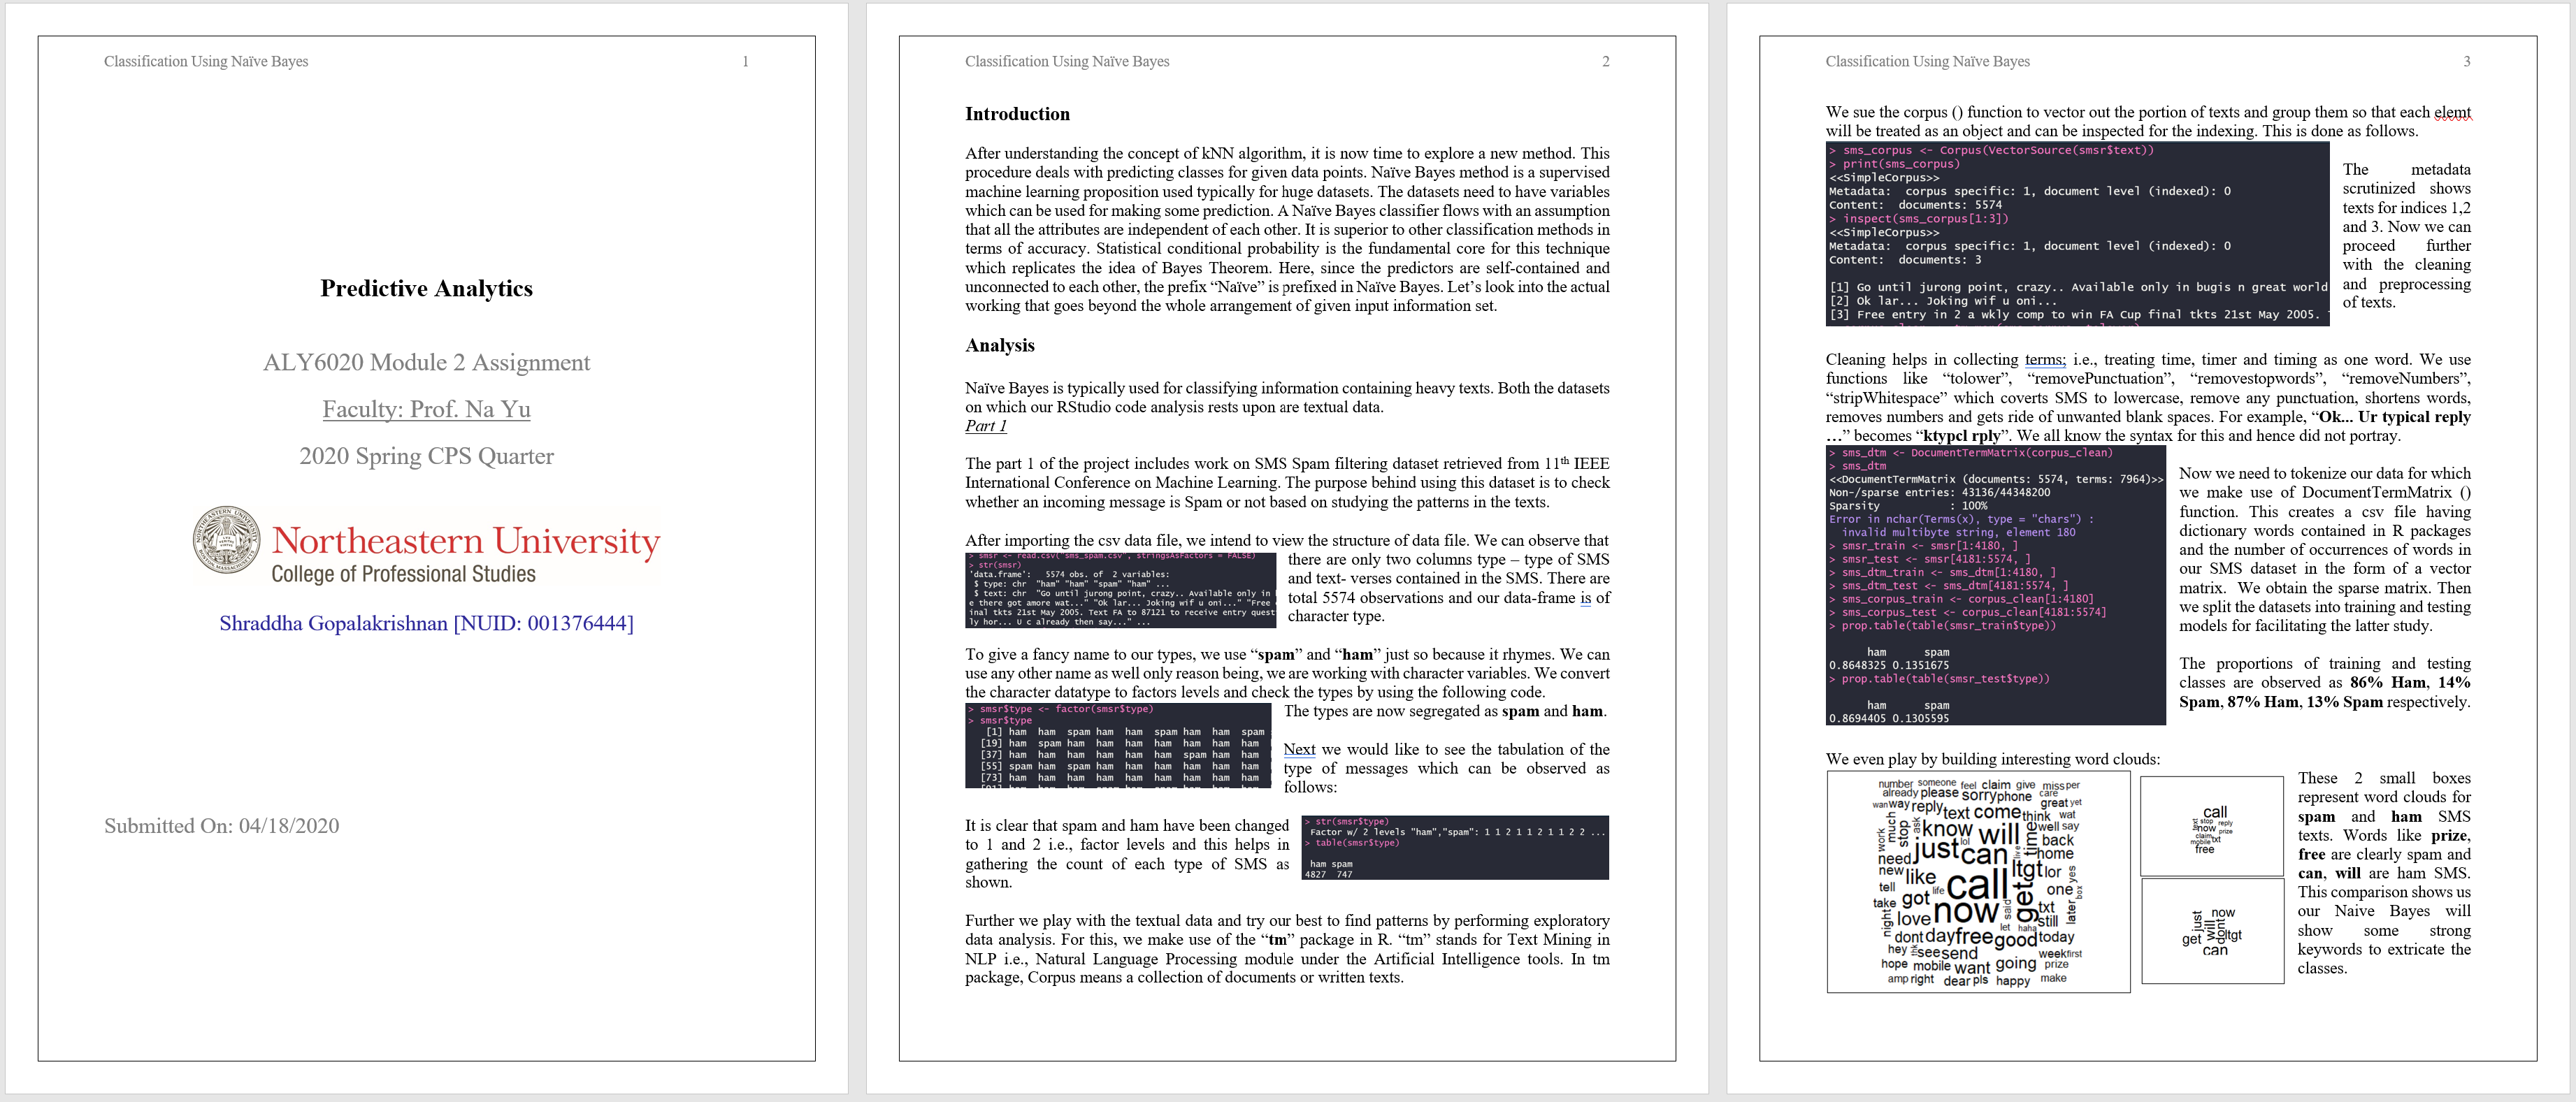 Classification Using Naïve Bayes 1
Predictive Analytics
ALY6020 Module 2 Assignment
Faculty: Prof. Na Yu
2020 Spring CPS Quarter
Northeastern University
College of Professional Studies
Shraddha Gopalakrishnan [NUID: 001376444]
Submitted On: 04/18/2020
Classification Using Naïve Bayes 2
Introduction
After understanding the concept of kNN algorithm, it is now time to explore a new method. This
procedure deals with predicting classes for given data points. Naïve Bayes method is a supervised
machine learning proposition used typically for huge datasets. The datasets need to have variables
which can be used for making some prediction. A Naïve Bayes classifier flows with an assumption
that all the attributes are independent of each other. It is superior to other classification methods in
terms of accuracy. Statistical conditional probability is the fundamental core for this technique
which replicates the idea of Bayes Theorem. Here, since the predictors are self-contained and
unconnected to each other, the prefix “Naïve” is prefixed in Naïve Bayes. Let’s look into the actual
working that goes beyond the whole arrangement of given input information set.
Analysis
Naïve Bayes is typically used for classifying information containing heavy texts. Both the datasets
on which our RStudio code analysis rests upon are textual data.
Part 1
The part 1 of the project includes work on SMS Spam filtering dataset retrieved from 11th IEEE
International Conference on Machine Learning. The purpose behind using this dataset is to check
whether an incoming message is Spam or not based on studying the patterns in the texts.
After importing the csv data file, we intend to view the structure of data file. We can observe that
> smsr <- read.csv("sms_spam.csv", stringsAsFactors = FALSE)
> str(smsr)
'data.frame': 5574 obs. of 2 variables:
$ type: chr "ham" "ham" "spam" "ham" ...
$ text: chr "Go until jurong point, crazy.. Available only in
e there got amore wat..." "Ok lar... Joking wif u oni..." "Free
inal tkts 21st May 2005. Text FA to 87121 to receive entry quest
ly hor... U c already then say..." ...
there are only two columns type – type of SMS
and text- verses contained in the SMS. There are
total 5574 observations and our data-frame is of
character type.
To give a fancy name to our types, we use “spam” and “ham” just so because it rhymes. We can
use any other name as well only reason being, we are working with character variables. We convert
the character datatype to factors levels and check the types by using the following code.
> smsr$type <- factor(smsr$type)
> smsr$type
[1] ham ham spam ham ham spam ham ham spam
[19] ham spam ham ham ham ham ham ham ham
[37] ham ham ham ham ham ham spam ham ham
[55] spam ham spam ham ham ham ham ham ham
[73] ham ham ham ham ham ham ham ham ham
The types are now segregated as spam and ham.
Next we would like to see the tabulation of the
type of messages which can be observed as
follows:
It is clear that spam and ham have been changed
to 1 and 2 i.e., factor levels and this helps in
gathering the count of each type of SMS as
shown.
> str(smsr$type)
Factor w/ 2 levels "ham","spam": 1 1 2 1 1 2 1 1 2 2 ...
> table(smsr$type)
ham spam
4827 747
Further we play with the textual data and try our best to find patterns by performing exploratory
data analysis. For this, we make use of the “tm” package in R. “tm” stands for Text Mining in
NLP i.e., Natural Language Processing module under the Artificial Intelligence tools. In tm
package, Corpus means a collection of documents or written texts.
Classification Using Naïve Bayes 3
We sue the corpus () function to vector out the portion of texts and group them so that each elemt
will be treated as an object and can be inspected for the indexing. This is done as follows.
> sms_corpus <- Corpus(VectorSource(smsr$text))
> print(sms_corpus)
<<SimpleCorpus>>
Metadata: corpus specific: 1, document level (indexed): 0
Content: documents: 5574
> inspect(sms_corpus[1:3])
<<SimpleCorpus>>
Metadata: corpus specific: 1, document level (indexed): 0
Content: documents: 3
[1] Go until jurong point, crazy.. Available only in bugis n great world
[2] Ok lar... Joking wif u oni...
[3] Free entry in 2 a wkly comp to win FA Cup final tkts 21st May 2005.
The metadata
scrutinized shows
texts for indices 1,2
and 3. Now we can
proceed further
with the cleaning
and preprocessing
of texts.
Cleaning helps in collecting terms; i.e., treating time, timer and timing as one word. We use
functions like “tolower”, “removePunctuation”, “removestopwords”, “removeNumbers”,
“stripWhitespace” which coverts SMS to lowercase, remove any punctuation, shortens words,
removes numbers and gets ride of unwanted blank spaces. For example, “Ok... Ur typical reply
…” becomes “ktypcl rply”. We all know the syntax for this and hence did not portray.
> sms_dtm <- DocumentTermMatrix(corpus_clean)
> sms_dtm
<<DocumentTermMatrix (documents: 5574, terms: 7964)>>
Non-/sparse entries: 43136/44348200
Sparsity : 100%
Error in nchar(Terms(x), type = "chars") :
invalid multibyte string, element 180
> smsr_train <- smsr[1:4180, ]
> smsr_test <- smsr[4181:5574, ]
> sms_dtm_train <- sms_dtm[1:4180, ]
> sms_dtm_test <- sms_dtm[4181:5574, ]
> sms_corpus_train <- corpus_clean[1:4180]
> sms_corpus_test <- corpus_clean[4181:5574]
> prop.table(table(smsr_train$type))
ham spam
0.8648325 0.1351675
> prop.table(table(smsr_test$type))
ham spam
0.8694405 0.1305595
Now we need to tokenize our data for which
we make use of DocumentTermMatrix ()
function. This creates a csv file having
dictionary words contained in R packages
and the number of occurrences of words in
our SMS dataset in the form of a vector
matrix. We obtain the sparse matrix. Then
we split the datasets into training and testing
models for facilitating the latter study.
The proportions of training and testing
classes are observed as 86% Ham, 14%
Spam, 87% Ham, 13% Spam respectively.
We even play by building interesting word clouds:
number someone feel claim give miss per
already please sorry phone care
wan way reply text come think great yet
wat
work much stop ask know will time well say
just lol can live back
need home
new like call get ltgt lor
tell life one box yes
take got now said txt later
night love let haha still
dont day free good today
hey see send week first
hope mobile want going prize
amp right dear pls happy make
call
txt stop reply
now prize
claim
mobile txt
free
just now
will dont
get ltgt
can
These 2 small boxes
represent word clouds for
spam and ham SMS
texts. Words like prize,
free are clearly spam and
can, will are ham SMS.
This comparison shows us
our Naive Bayes will
show some strong
keywords to extricate the
classes.